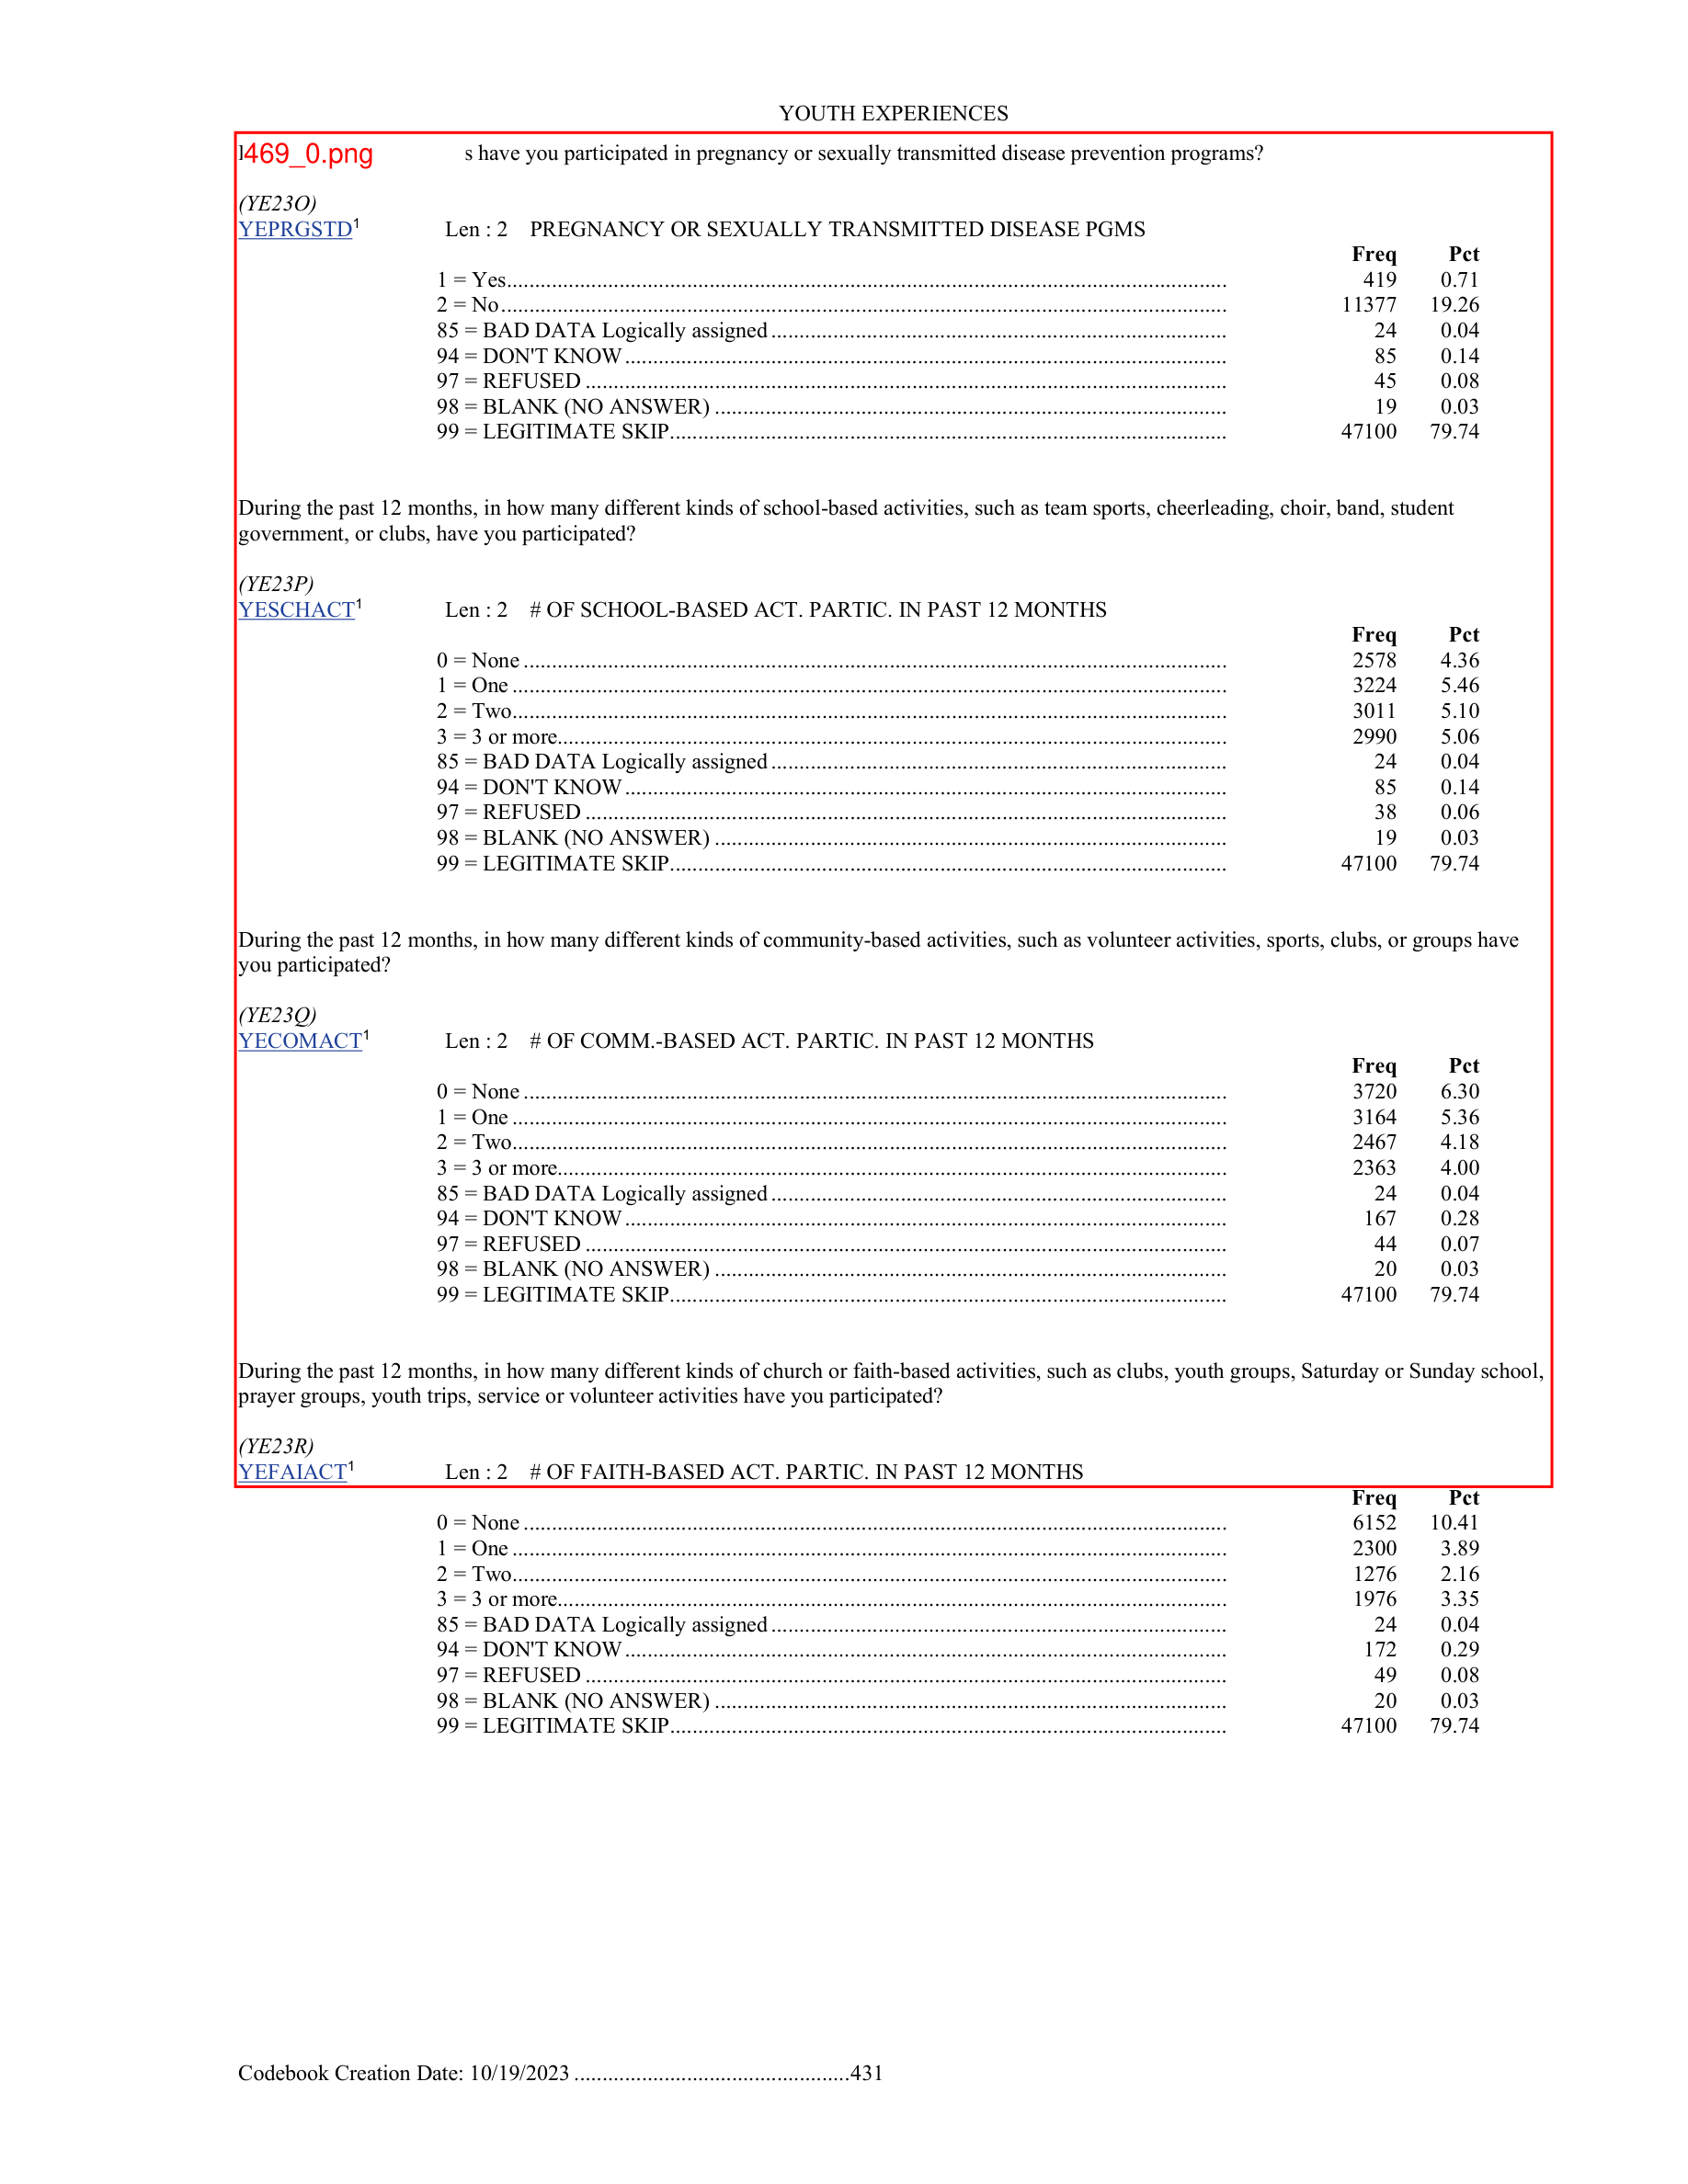 YOUTH EXPERIENCES
469_0.png s have you participated in pregnancy or sexually transmitted disease prevention programs?
(YE23O)
YEPRGSTD1 Len : 2 PREGNANCY OR SEXUALLY TRANSMITTED DISEASE PGMS
Freq Pct
1 = Yes 419 0.71
2 = No 11377 19.26
85 = BAD DATA Logically assigned 24 0.04
94 = DON'T KNOW 85 0.14
97 = REFUSED 45 0.08
98 = BLANK (NO ANSWER) 19 0.03
99 = LEGITIMATE SKIP 47100 79.74
During the past 12 months, in how many different kinds of school-based activities, such as team sports, cheerleading, choir, band, student
government, or clubs, have you participated?
(YE23P)
YESCHACT1 Len : 2 # OF SCHOOL-BASED ACT. PARTIC. IN PAST 12 MONTHS
Freq Pct
0 = None 2578 4.36
1 = One 3224 5.46
2 = Two 3011 5.10
3 = 3 or more 2990 5.06
85 = BAD DATA Logically assigned 24 0.04
94 = DON'T KNOW 85 0.14
97 = REFUSED 38 0.06
98 = BLANK (NO ANSWER) 19 0.03
99 = LEGITIMATE SKIP 47100 79.74
During the past 12 months, in how many different kinds of community-based activities, such as volunteer activities, sports, clubs, or groups have
you participated?
(YE23Q)
YECOMACT1 Len : 2 # OF COMM.-BASED ACT. PARTIC. IN PAST 12 MONTHS
Freq Pct
0 = None 3720 6.30
1 = One 3164 5.36
2 = Two 2467 4.18
3 = 3 or more 2363 4.00
85 = BAD DATA Logically assigned 24 0.04
94 = DON'T KNOW 167 0.28
97 = REFUSED 44 0.07
98 = BLANK (NO ANSWER) 20 0.03
99 = LEGITIMATE SKIP 47100 79.74
During the past 12 months, in how many different kinds of church or faith-based activities, such as clubs, youth groups, Saturday or Sunday school,
prayer groups, youth trips, service or volunteer activities have you participated?
(YE23R)
YEFAIACT1 Len : 2 # OF FAITH-BASED ACT. PARTIC. IN PAST 12 MONTHS
Freq Pct
0 = None 6152 10.41
1 = One 2300 3.89
2 = Two 1276 2.16
3 = 3 or more 1976 3.35
85 = BAD DATA Logically assigned 24 0.04
94 = DON'T KNOW 172 0.29
97 = REFUSED 49 0.08
98 = BLANK (NO ANSWER) 20 0.03
99 = LEGITIMATE SKIP 47100 79.74
Codebook Creation Date: 10/19/2023 431